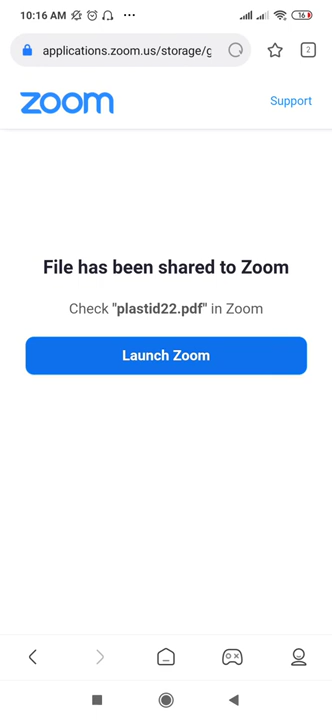 10:16 AM
16
applications.zoom.us/storage/g
2
zoom
Support
File has been shared to Zoom
Check "plastid22.pdf" in Zoom
Launch Zoom